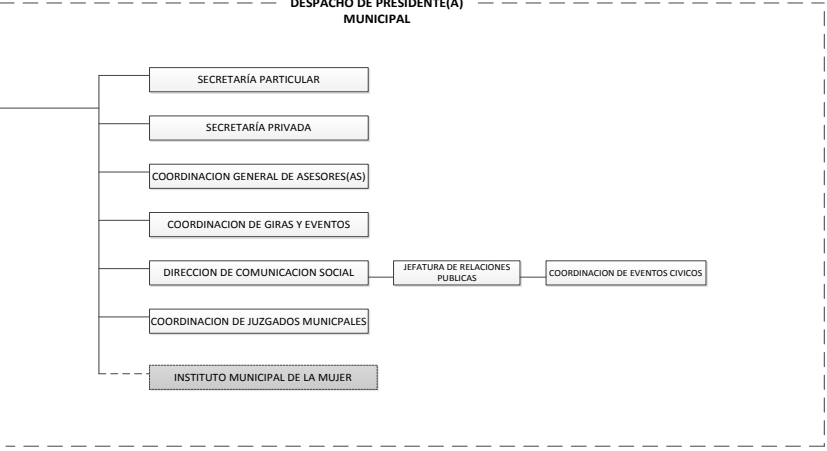 DESPACHO DE PRESIDENTE(A)
MUNICIPAL
SECRETARÍA PARTICULAR
SECRETARÍA PRIVADA
COORDINACION GENERAL DE ASESORES(AS)
COORDINACION DE GIRAS Y EVENTOS
DIRECCION DE COMUNICACION SOCIAL
JEFATURA DE RELACIONES
PUBLICAS
COORDINACION DE EVENTOS CIVICOS
COORDINACION DE JUZGADOS MUNICPALES
INSTITUTO MUNICIPAL DE LA MUJER